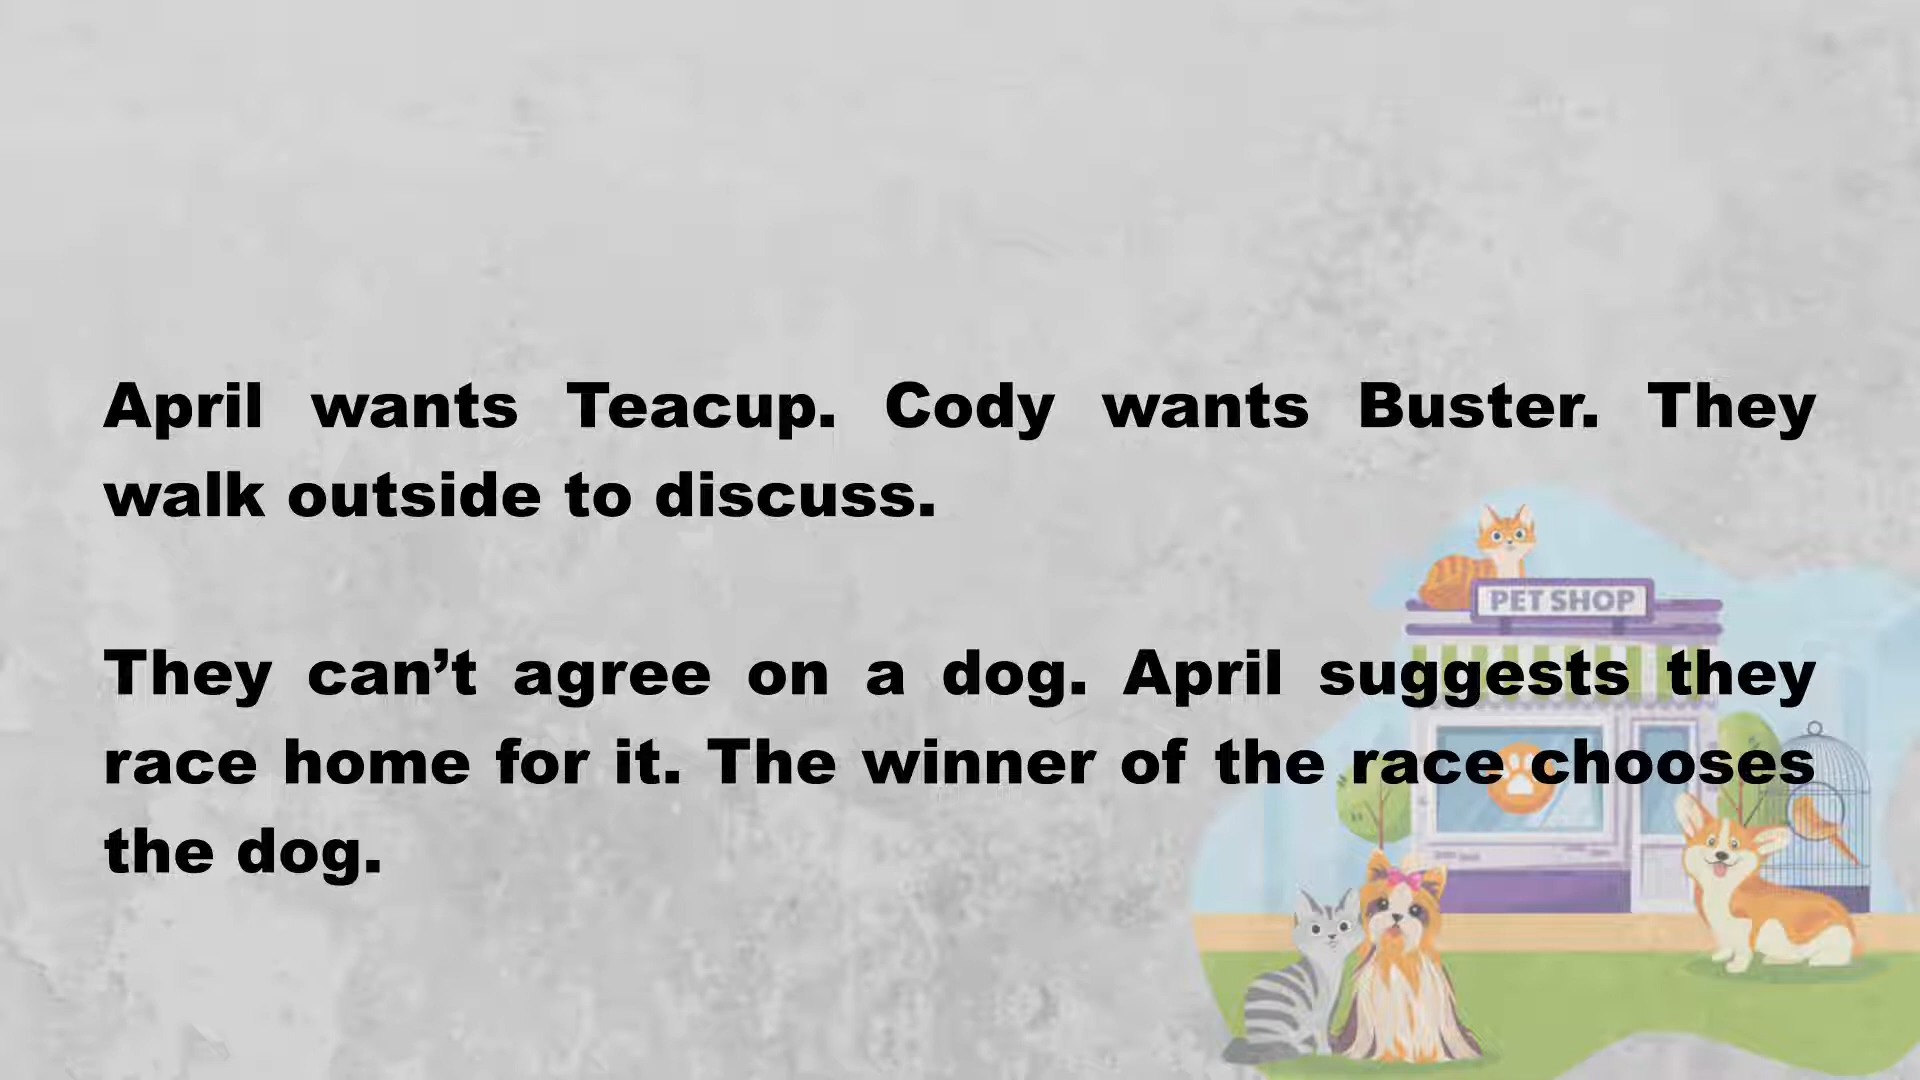 April wants Teacup. Cody wants Buster. They
walk outside to discuss.
PET SHOP
They can’t agree on a dog. April suggests they
race home for it. The winner of the race chooses
the dog.